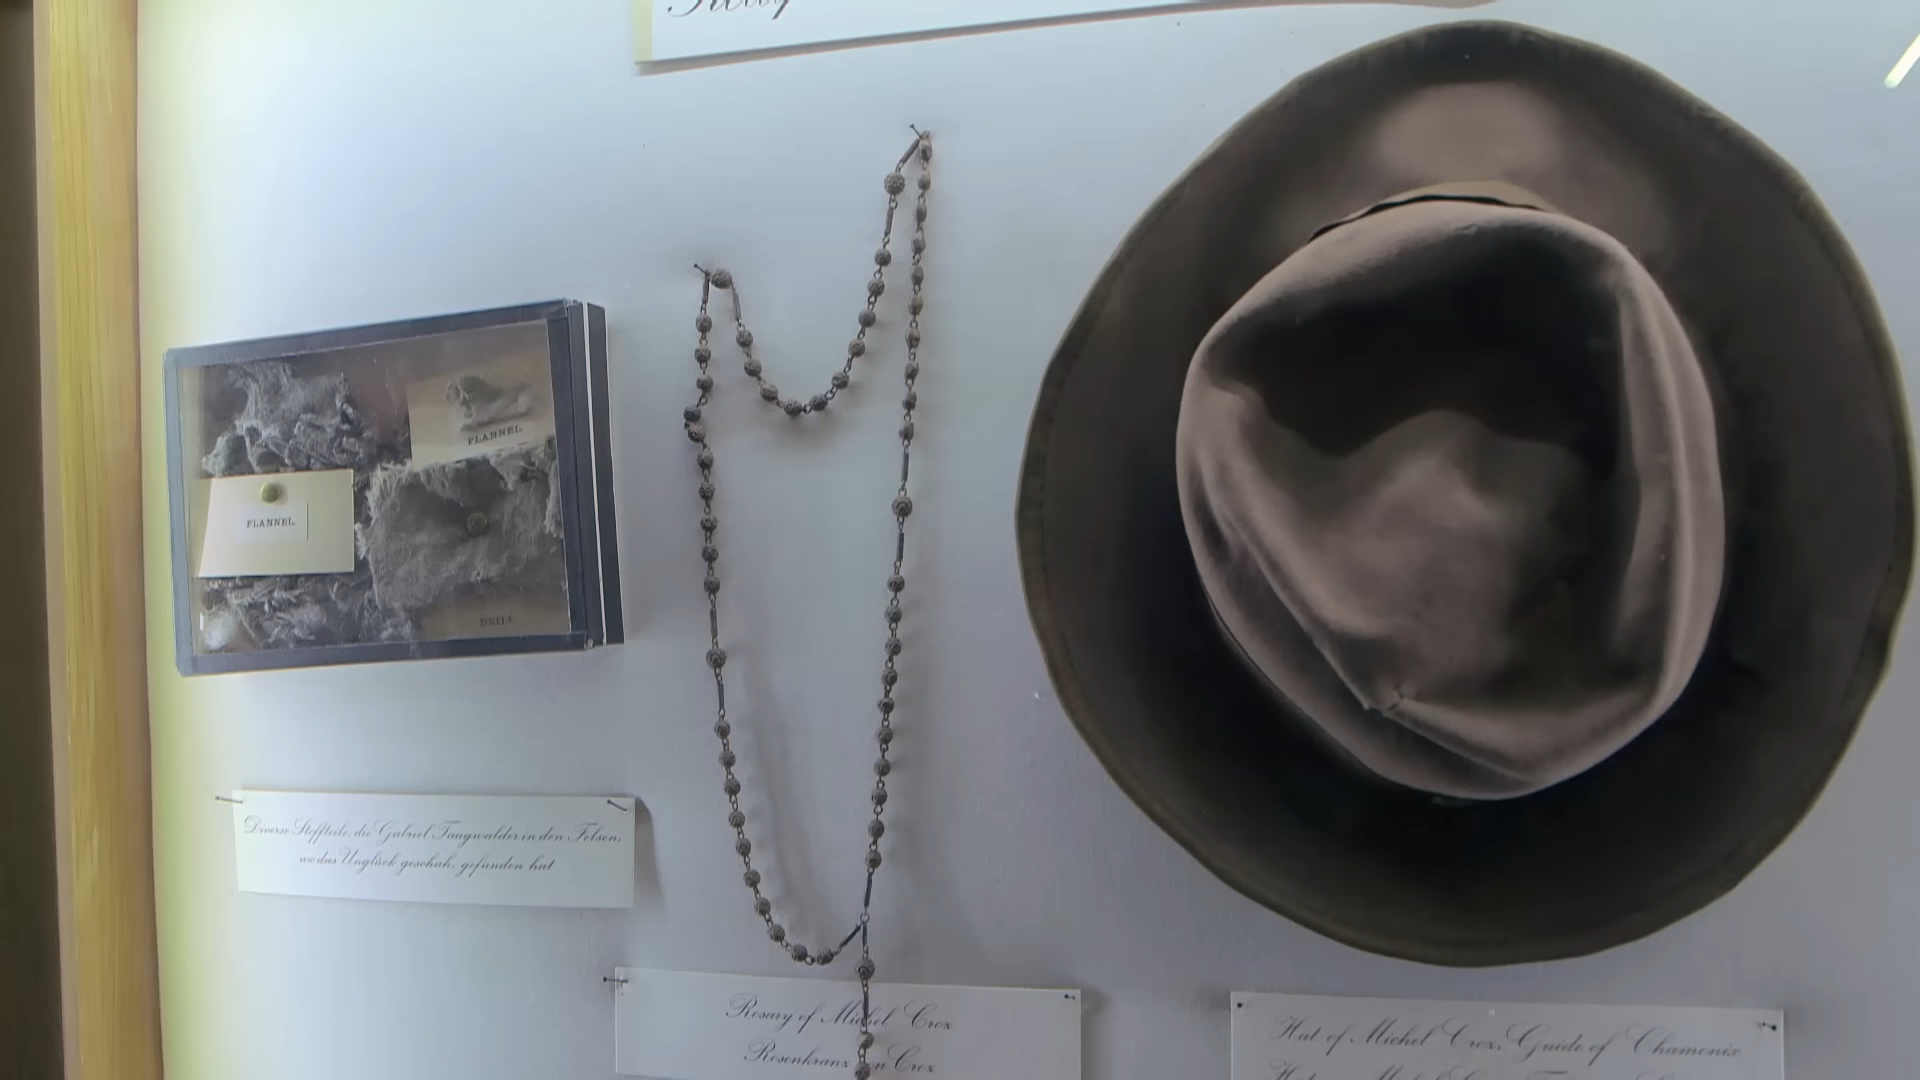 FLANNEL
FLANNEL
DRILL
Diverse Stoffteile, die Gabriel Taugwalder in den Felsen,
wo das Unglück geschah, gefunden hat
Rosary of Michel Croz
Rosenkranz von Croz
Hat of Michel Croz, Guide of Chamonix